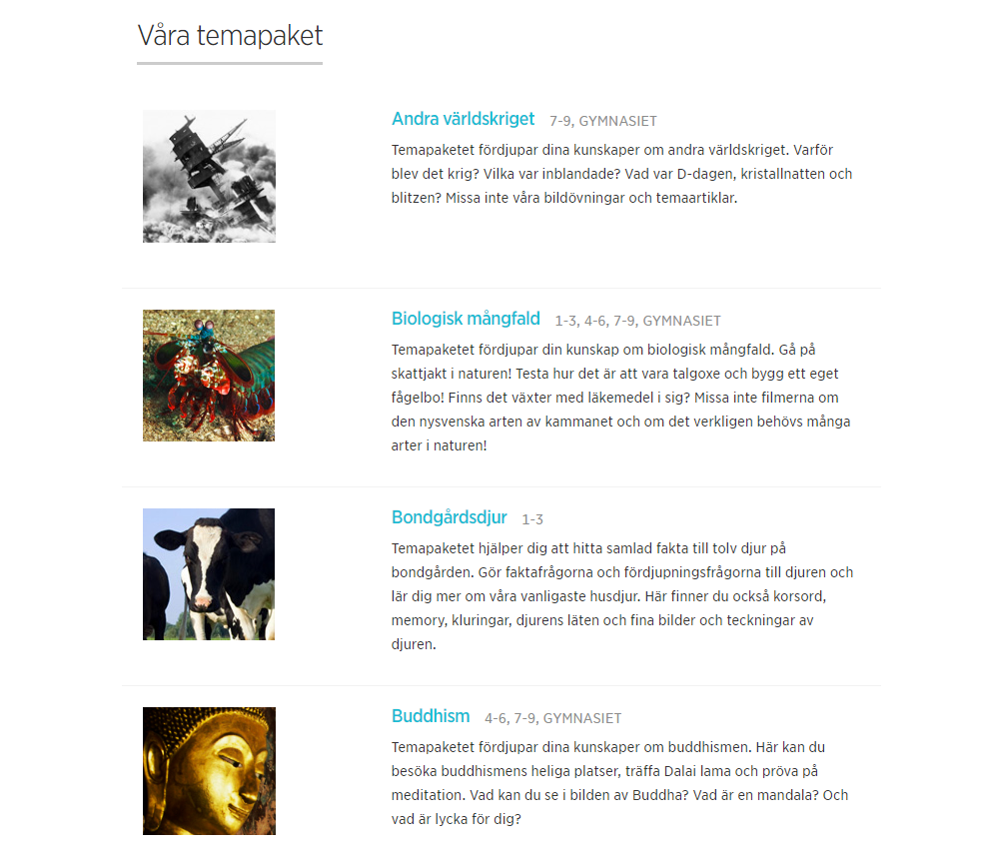 Våra temapaket
Andra världskriget 7-9, GYMNASIET
Temapaketet fördjupar dina kunskaper om andra världskriget. Varför
blev det krig? Vilka var inblandade? Vad var D-dagen, kristallnatten och
blitzen? Missa inte våra bildövningar och temaartiklar.
Biologisk mångfald 1-3, 4-6, 7-9, GYMNASIET
Temapaketet fördjupar din kunskap om biologisk mångfald. Gå på
skattjakt i naturen! Testa hur det är att vara talgoxe och bygg ett eget
fågelbo! Finns det växter med läkemedel i sig? Missa inte filmerna om
den nysvenska arten av kammanet och om det verkligen behövs många
arter i naturen!
Bondgårdsdjur 1-3
Temapaketet hjälper dig att hitta samlad fakta till tolv djur på
bondgården. Gör faktafrågorna och fördjupningsfrågorna till djuren och
lär dig mer om våra vanligaste husdjur. Här finner du också korsord,
memory, kluringar, djurens läten och fina bilder och teckningar av
djuren.
Buddhism 4-6, 7-9, GYMNASIET
Temapaketet fördjupar dina kunskaper om buddhismen. Här kan du
besöka buddhismens heliga platser, träffa Dalai lama och pröva på
meditation. Vad kan du se i bilden av Buddha? Vad är en mandala? Och
vad är lycka för dig?